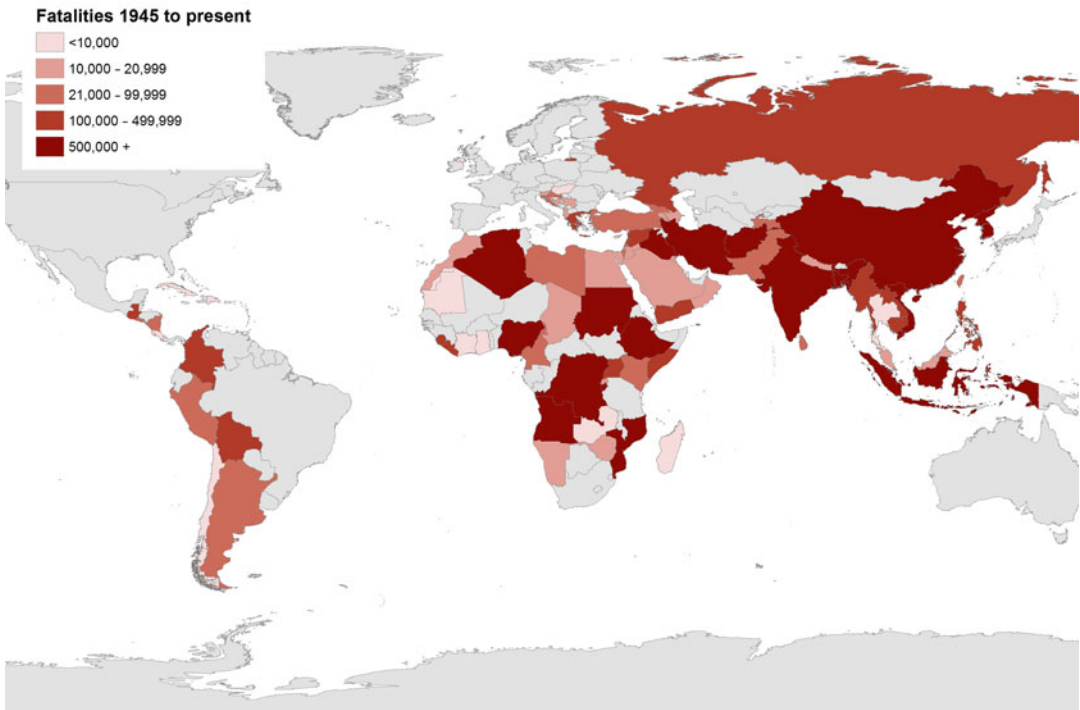 Fatalities 1945 to present
<10,000
10,000 – 20,999
21,000 – 99,999
100,000 – 499,999
500,000 +